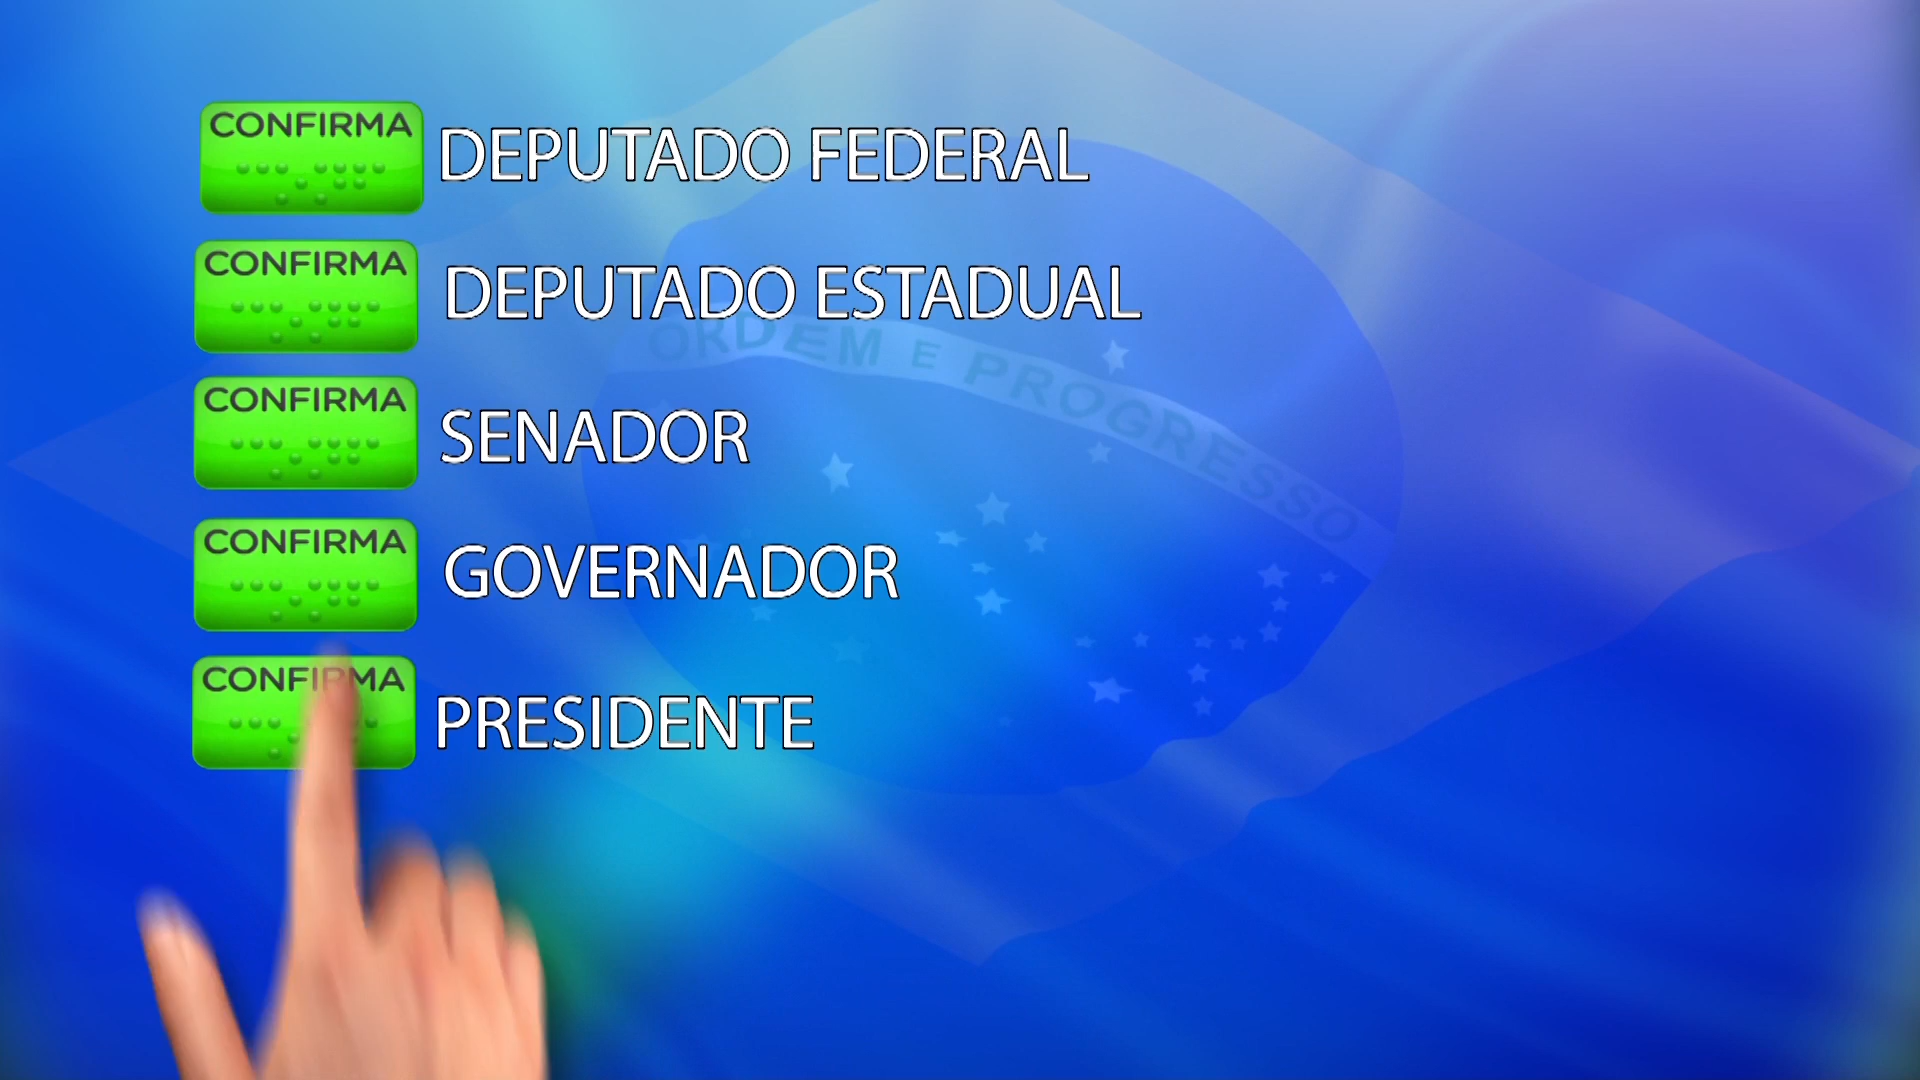 CONFIRMA DEPUTADO FEDERAL
CONFIRMA DEPUTADO ESTADUAL
ORDEM E PROGRESSO
CONFIRMA SENADOR
CONFIRMA GOVERNADOR
CONFIRMA PRESIDENTE